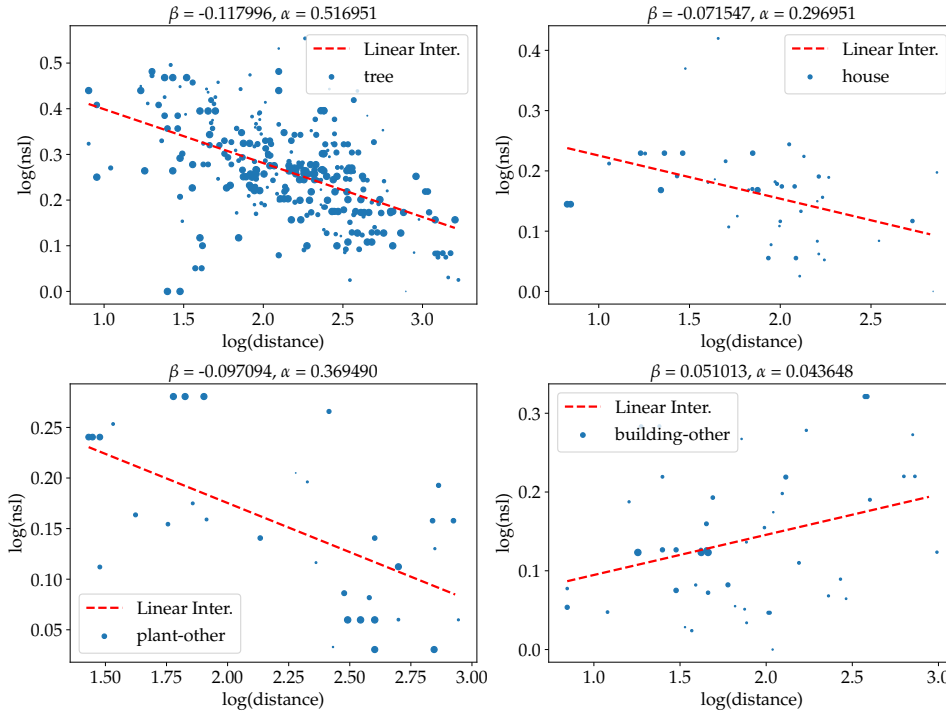 β = -0.117996, α = 0.516951
log(nsl)
0.5
0.4
0.3
0.2
0.1
0.0
Linear Inter.
tree
1.0 1.5 2.0 2.5 3.0
log(distance)
β = -0.071547, α = 0.296951
log(nsl)
0.4
0.3
0.2
0.1
0.0
Linear Inter.
house
1.0 1.5 2.0 2.5
log(distance)
β = -0.097094, α = 0.369490
log(nsl)
0.25
0.20
0.15
0.10
0.05
Linear Inter.
plant-other
1.50 1.75 2.00 2.25 2.50 2.75 3.00
log(distance)
β = 0.051013, α = 0.043648
log(nsl)
0.3
0.2
0.1
0.0
Linear Inter.
building-other
1.0 1.5 2.0 2.5 3.0
log(distance)